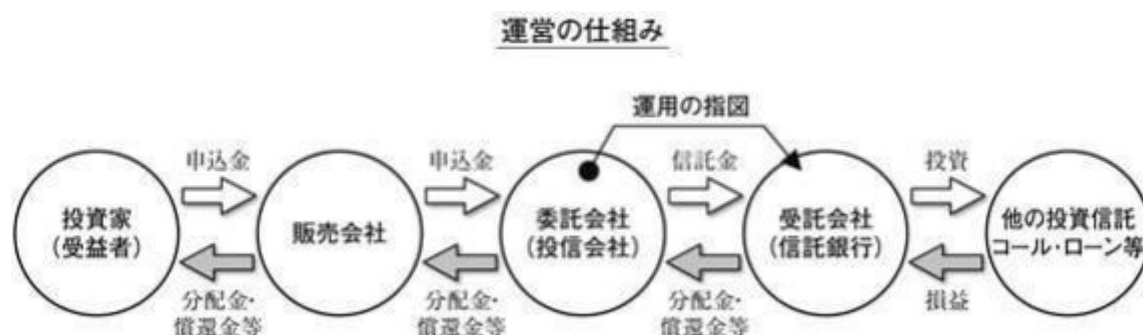 運営の仕組み
運用の指図
申込金
申込金
信託金
投資
投資家
(受益者)
販売会社
委託会社
(投信会社)
受託会社
(信託銀行)
他の投資信託
コール・ローン等
分配金・
償還金等
分配金・
償還金等
分配金・
償還金等
損益